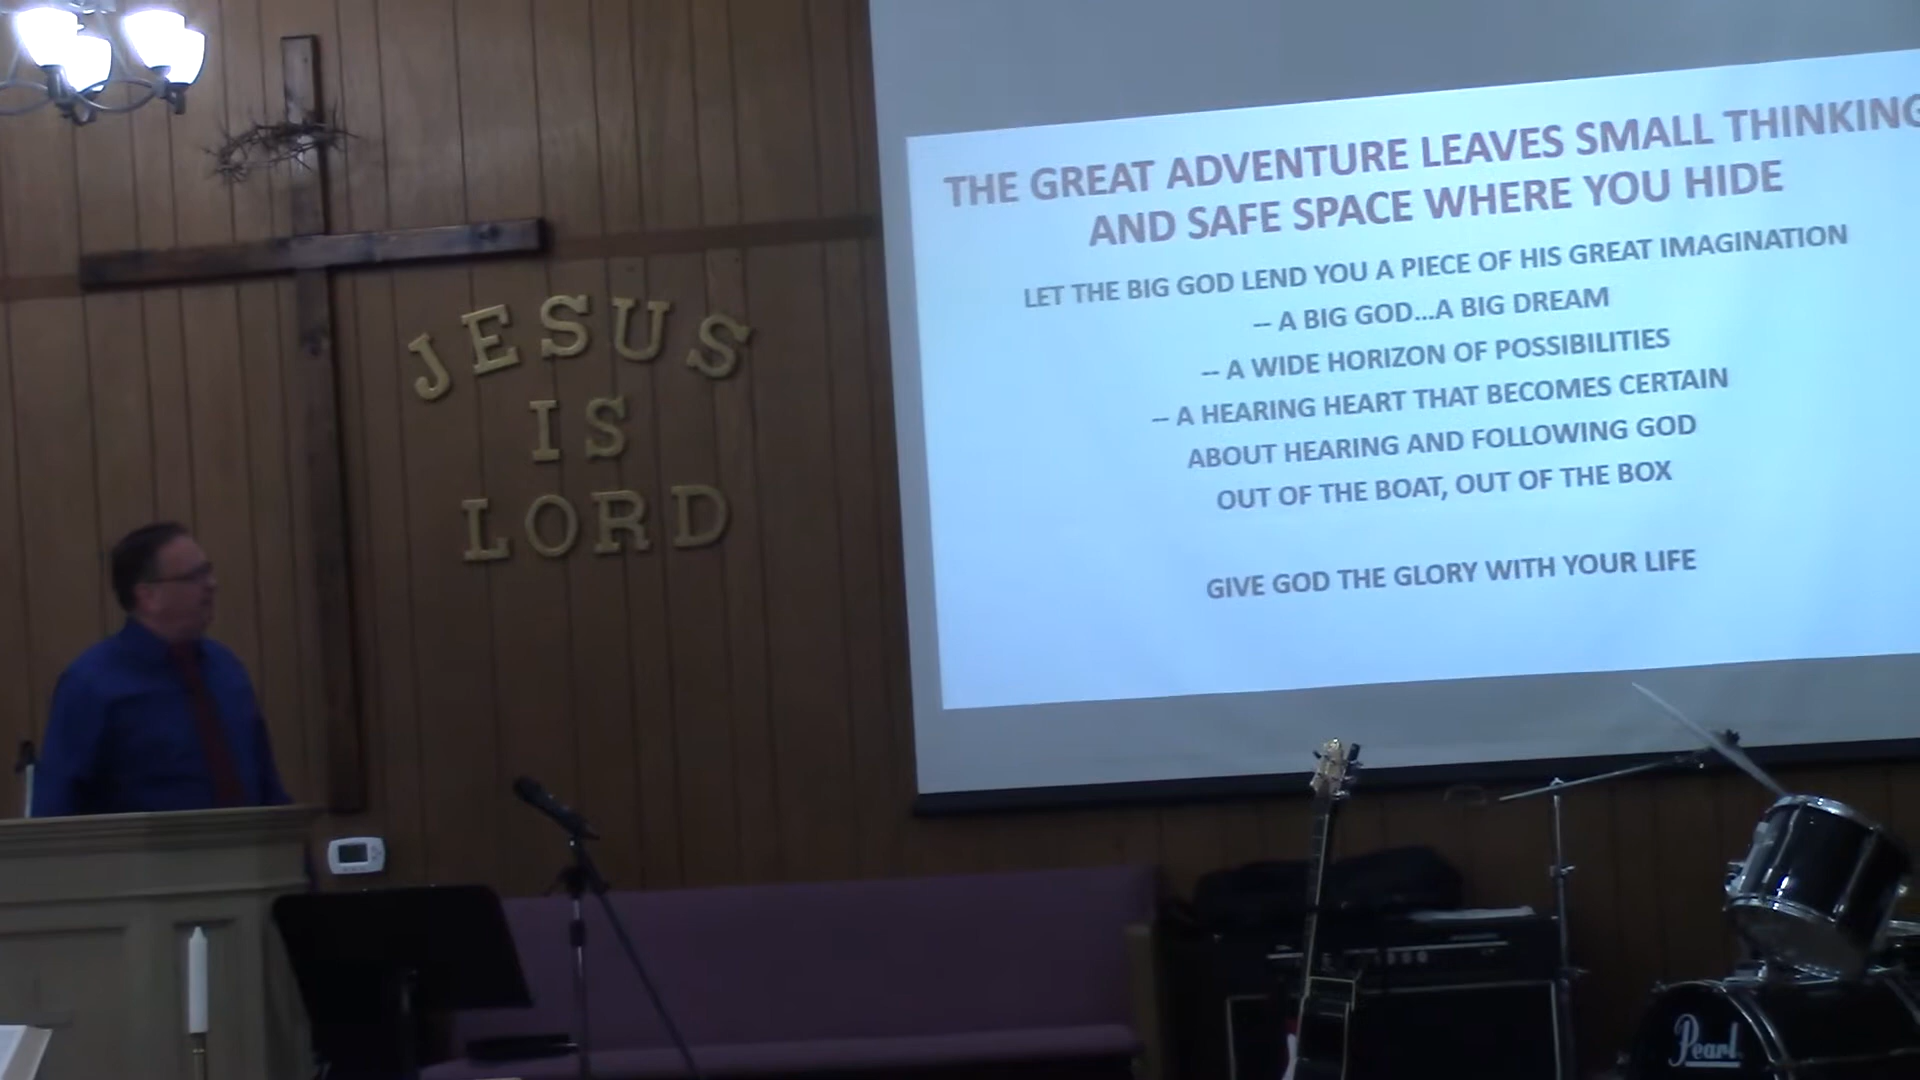 JESUS
IS
LORD
THE GREAT ADVENTURE LEAVES SMALL THINKING
AND SAFE SPACE WHERE YOU HIDE
LET THE BIG GOD LEND YOU A PIECE OF HIS GREAT IMAGINATION
-- A BIG GOD...A BIG DREAM
-- A WIDE HORIZON OF POSSIBILITIES
-- A HEARING HEART THAT BECOMES CERTAIN
ABOUT HEARING AND FOLLOWING GOD
OUT OF THE BOAT, OUT OF THE BOX
GIVE GOD THE GLORY WITH YOUR LIFE
Pearl